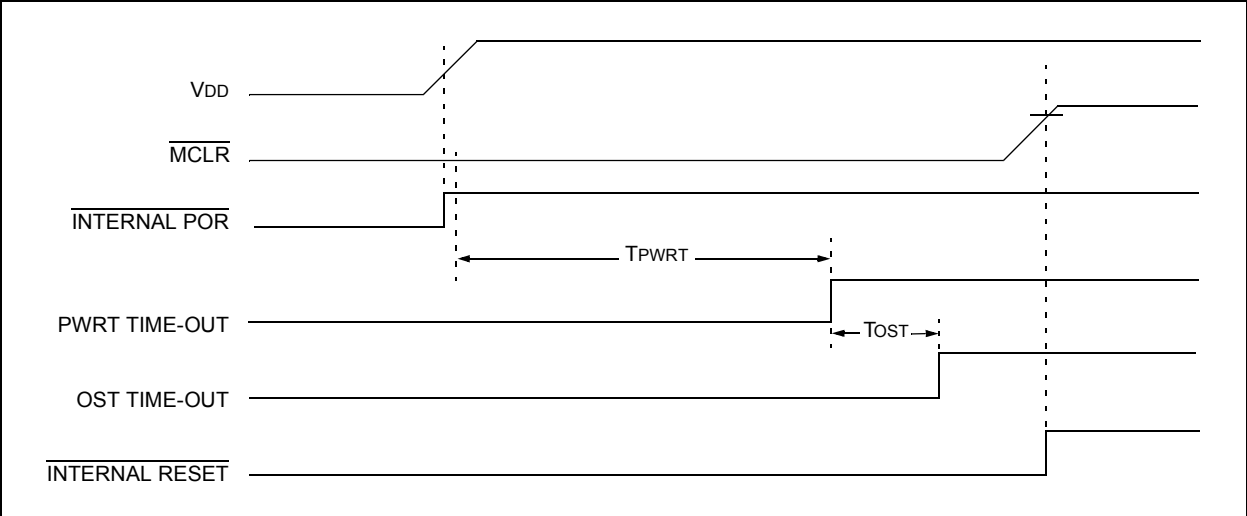 VDD
MCLR
INTERNAL POR
TPWRT
PWRT TIME-OUT
TOST
OST TIME-OUT
INTERNAL RESET